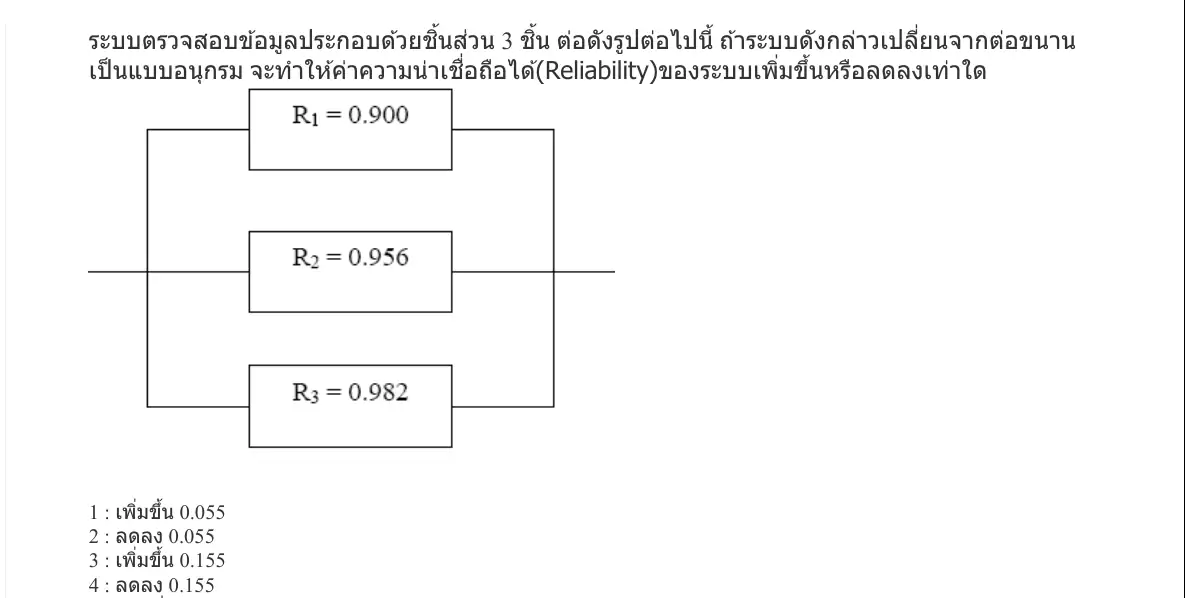 ระบบตรวจสอบข้อมูลประกอบด้วยชิ้นส่วน 3 ชิ้น ต่อดังรูปต่อไปนี้ ถ้าระบบดังกล่าวเปลี่ยนจากต่อขนาน
เป็นแบบอนุกรม จะทำให้ค่าความน่าเชื่อถือได้(Reliability)ของระบบเพิ่มขึ้นหรือลดลงเท่าใด
R1 = 0.900
R2 = 0.956
R3 = 0.982
1 : เพิ่มขึ้น 0.055
2 : ลดลง 0.055
3 : เพิ่มขึ้น 0.155
4 : ลดลง 0.155